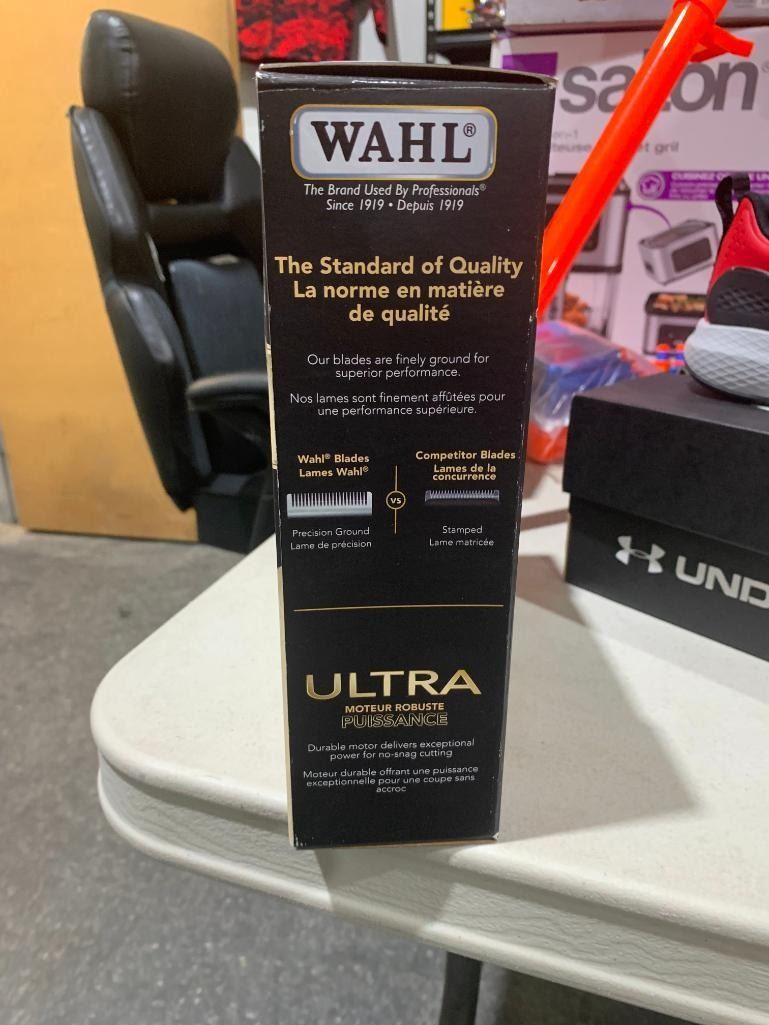 WAHL®
The Brand Used By Professionals®
Since 1919 • Depuis 1919
The Standard of Quality
La norme en matière
de qualité
Our blades are finely ground for
superior performance.
Nos lames sont finement affûtées pour
une performance supérieure.
Wahl® Blades
Lames Wahl®
Precision Ground
Lame de précision
VS
Competitor Blades
Lames de la
concurrence
Stamped
Lame matricée
ULTRA
MOTEUR ROBUSTE
PUISSANCE
Durable motor delivers exceptional
power for no-snag cutting
Moteur durable offrant une puissance
exceptionnelle pour une coupe sans
accroc
UND